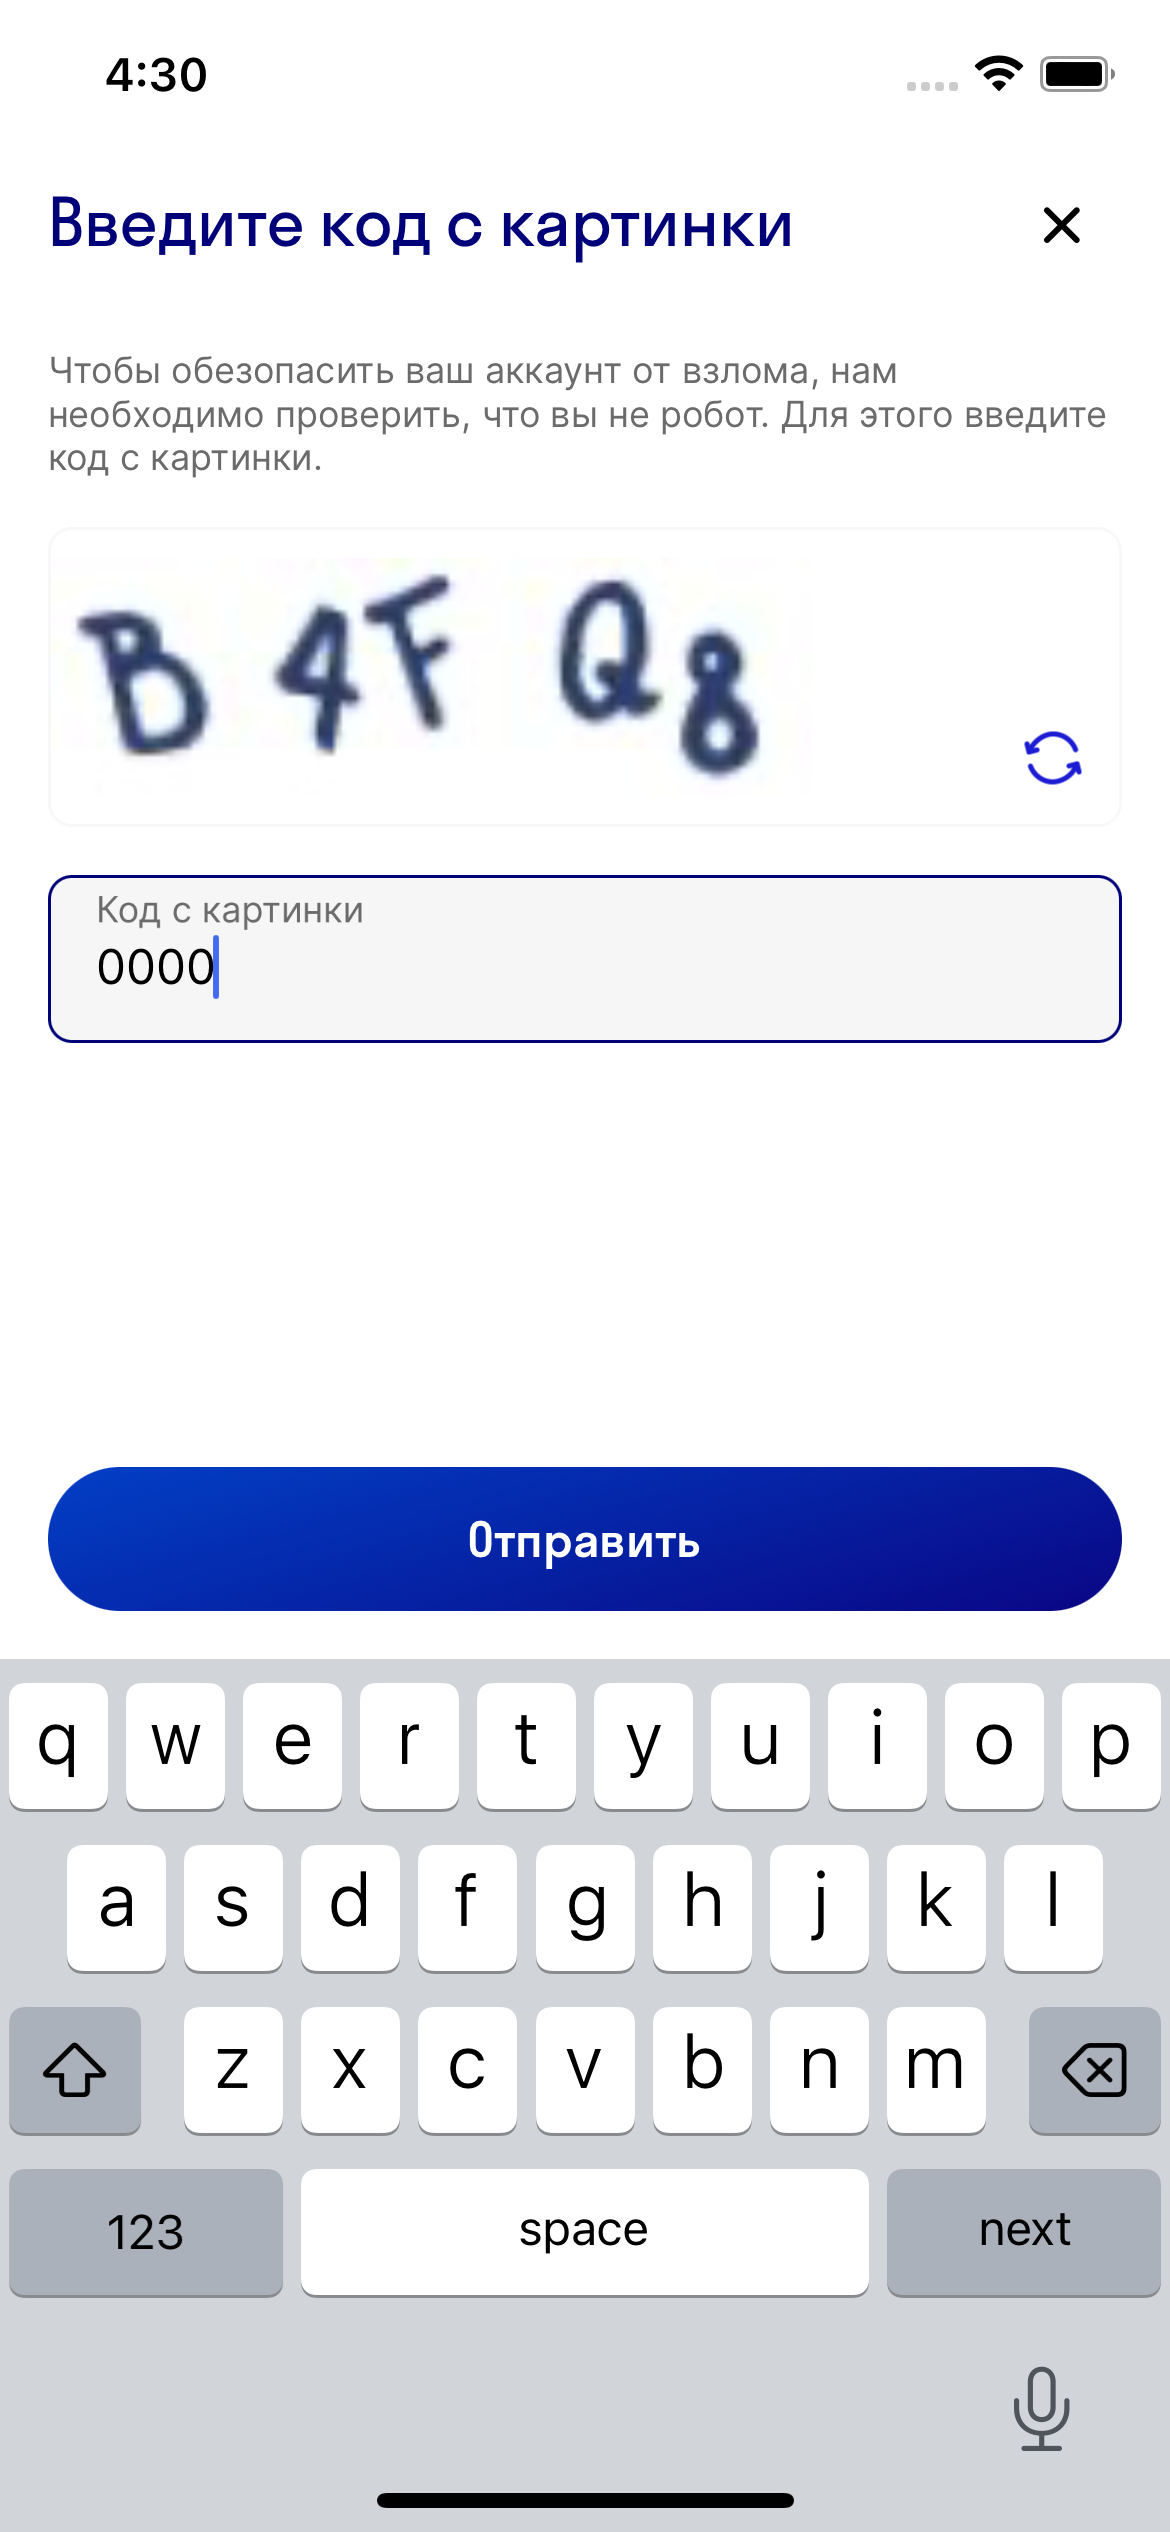 4:30
Введите код с картинки
Чтобы обезопасить ваш аккаунт от взлома, нам
необходимо проверить, что вы не робот. Для этого введите
код с картинки.
B 4F Q8
Код с картинки
0000
Отправить
q w e r t y u i o p
a s d f g h j k l
z x c v b n m
123 space next